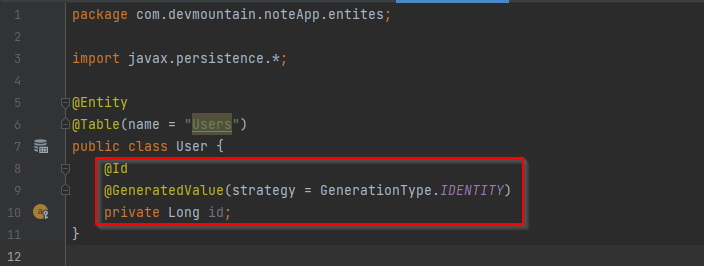 1 package com.devmountain.noteApp.entites;
2
3 import javax.persistence.*;
4
5 @Entity
6 @Table(name = "Users")
7 public class User {
8 @Id
9 @GeneratedValue(strategy = GenerationType.IDENTITY)
10 private Long id;
11 }
12